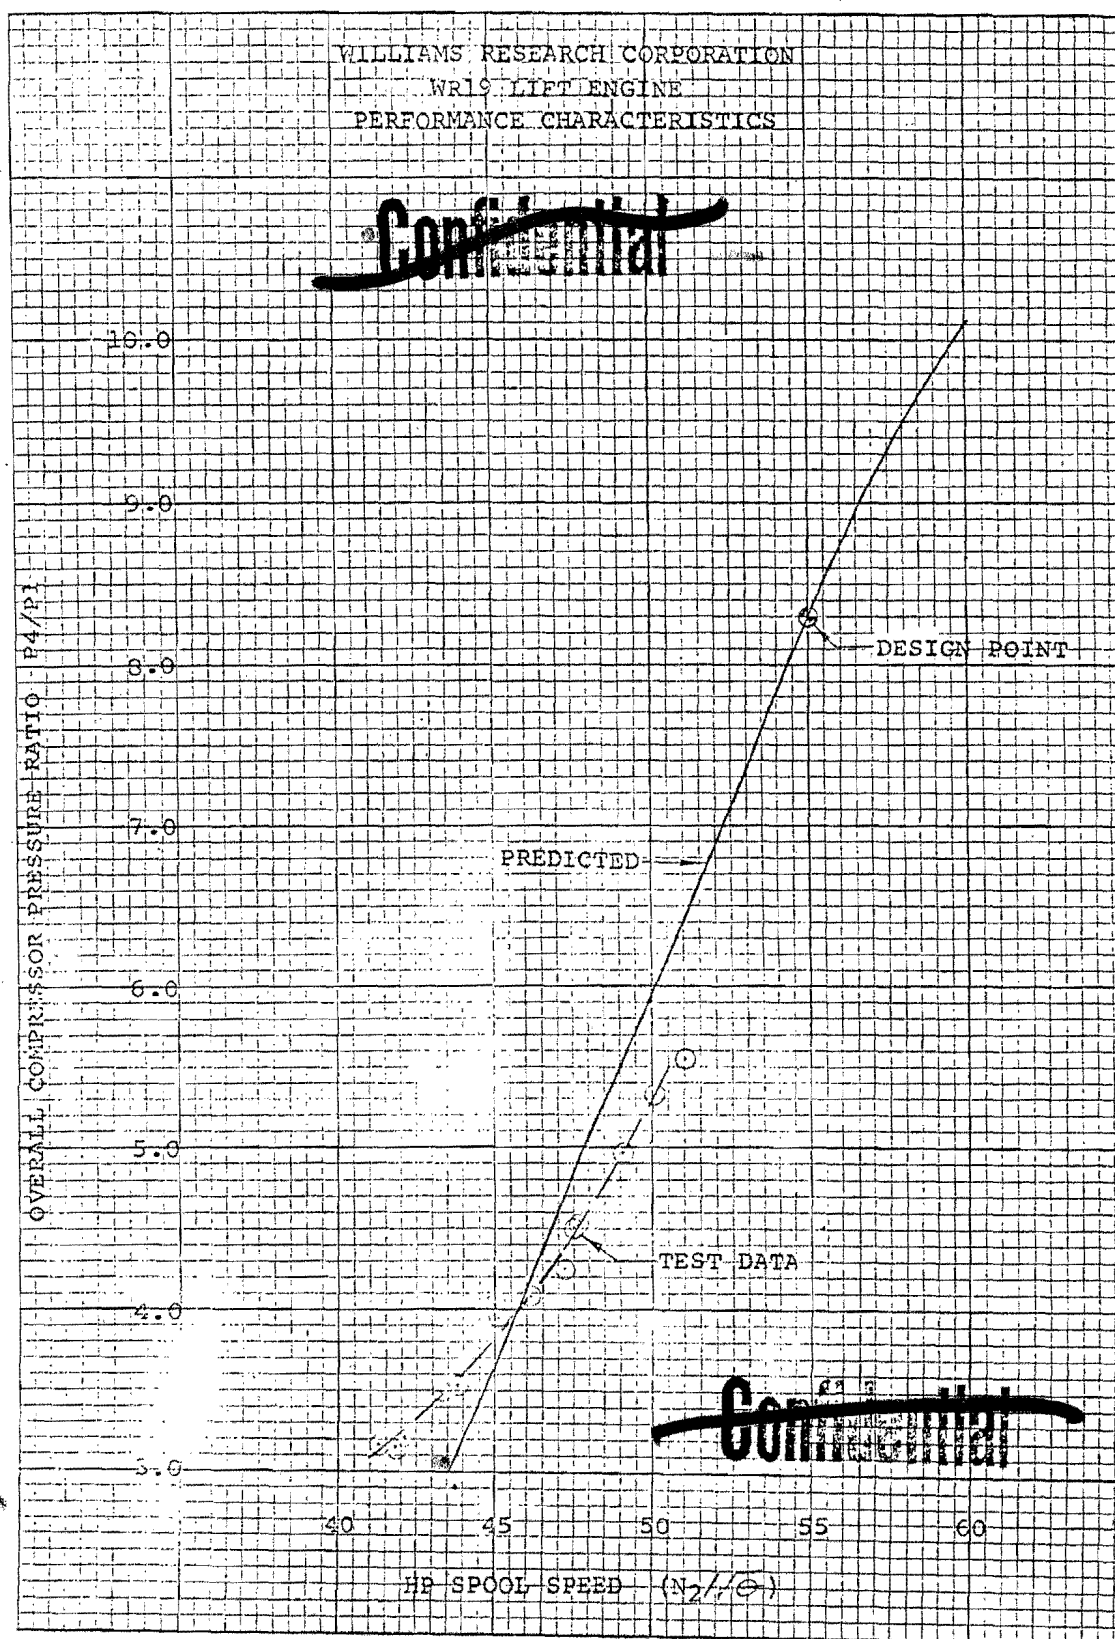 WILLIAMS RESEARCH CORPORATION
WR19 LIFT ENGINE
PERFORMANCE CHARACTERISTICS
Confidential
10.0
9.0
8.0
7.0
6.0
5.0
4.0
3.0
OVERALL COMPRESSOR PRESSURE RATIO P4/P1
DESIGN POINT
PREDICTED
TEST DATA
Confidential
40 45 50 55 60
HP SPOOL SPEED (N2/√Θ)